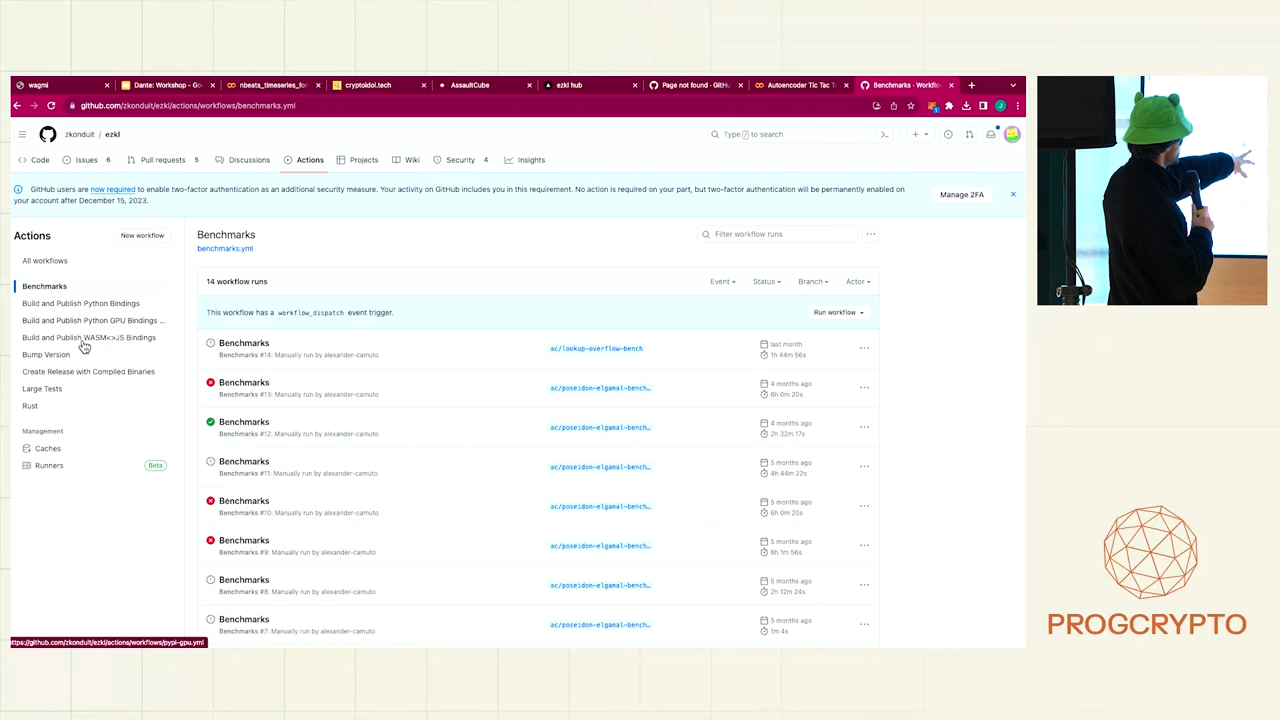 wagmi
Dante: Workshop - Go
nbeats_timeseries_for
cryptoidol.tech
AssaultCube
ezkl hub
Page not found · GitHu
Autoencoder Tic Tac T
Benchmarks · Workflo
github.com/zkonduit/ezkl/actions/workflows/benchmarks.yml
J
zkonduit / ezkl
Type / to search
Code
Issues 6
Pull requests 5
Discussions
Actions
Projects
Wiki
Security 4
Insights
GitHub users are now required to enable two-factor authentication as an additional security measure. Your activity on GitHub includes you in this requirement. No action is required on your part, but two-factor authentication will be permanently enabled on
your account after December 15, 2023.
Manage 2FA
Actions
New workflow
All workflows
Benchmarks
Build and Publish Python Bindings
Build and Publish Python GPU Bindings ...
Build and Publish WASM<>JS Bindings
Bump Version
Create Release with Compiled Binaries
Large Tests
Rust
Management
Caches
Runners Beta
Benchmarks
benchmarks.yml
Filter workflow runs
14 workflow runs
Event
Status
Branch
Actor
This workflow has a workflow_dispatch event trigger.
Run workflow
Benchmarks
Benchmarks #14: Manually run by alexander-camuto
ac/lookup-overflow-bench
last month
1h 44m 56s
Benchmarks
Benchmarks #13: Manually run by alexander-camuto
ac/poseidon-elgamal-bench…
4 months ago
6h 0m 20s
Benchmarks
Benchmarks #12: Manually run by alexander-camuto
ac/poseidon-elgamal-bench…
4 months ago
2h 32m 17s
Benchmarks
Benchmarks #11: Manually run by alexander-camuto
ac/poseidon-elgamal-bench…
5 months ago
4h 44m 22s
Benchmarks
Benchmarks #10: Manually run by alexander-camuto
ac/poseidon-elgamal-bench…
5 months ago
6h 0m 20s
Benchmarks
Benchmarks #9: Manually run by alexander-camuto
ac/poseidon-elgamal-bench…
5 months ago
6h 1m 56s
Benchmarks
Benchmarks #8: Manually run by alexander-camuto
ac/poseidon-elgamal-bench…
5 months ago
2h 12m 24s
Benchmarks
Benchmarks #7: Manually run by alexander-camuto
ac/poseidon-elgamal-bench…
5 months ago
1m 4s
https://github.com/zkonduit/ezkl/actions/workflows/pypi-gpu.yml
PROGCRYPTO